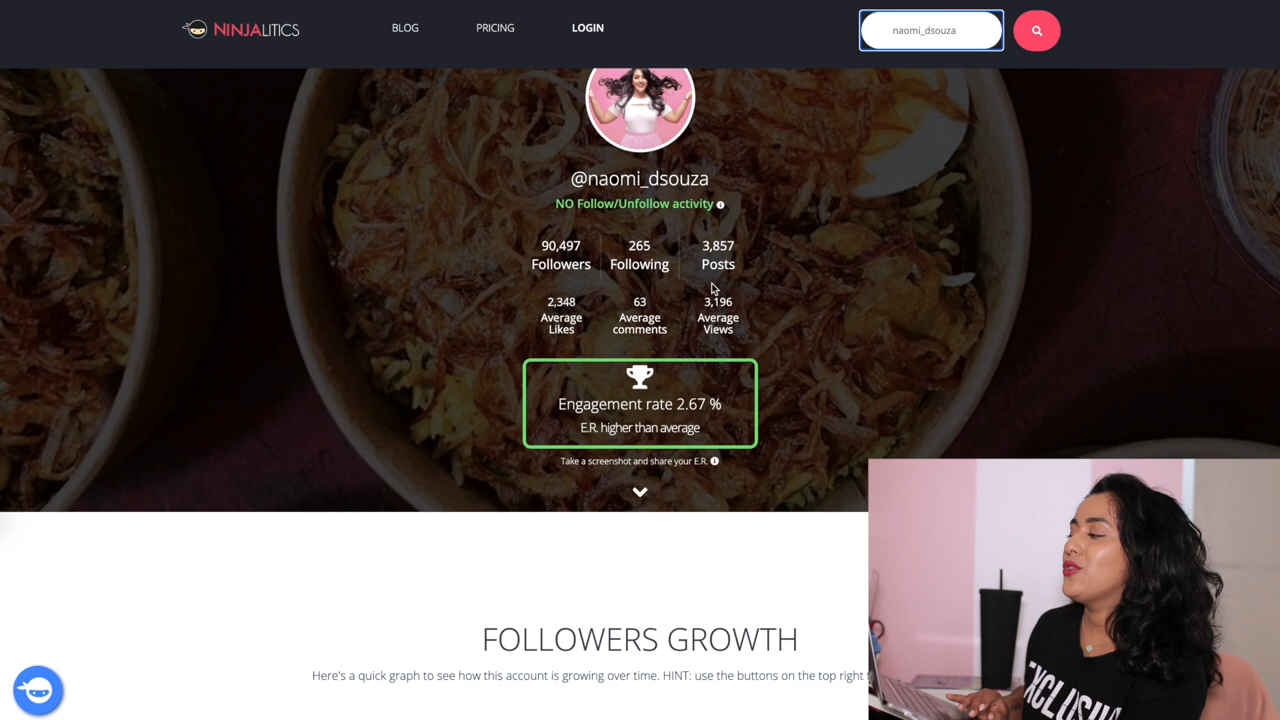 NINJALITICS
BLOG
PRICING
LOGIN
naomi_dsouza
@naomi_dsouza
NO Follow/Unfollow activity
90,497
Followers
265
Following
3,857
Posts
2,348
Average
Likes
63
Average
comments
3,196
Average
Views
Engagement rate 2.67 %
E.R. higher than average
Take a screenshot and share your E.R.
FOLLOWERS GROWTH
Here's a quick graph to see how this account is growing over time. HINT: use the buttons on the top right
EXCLUSI